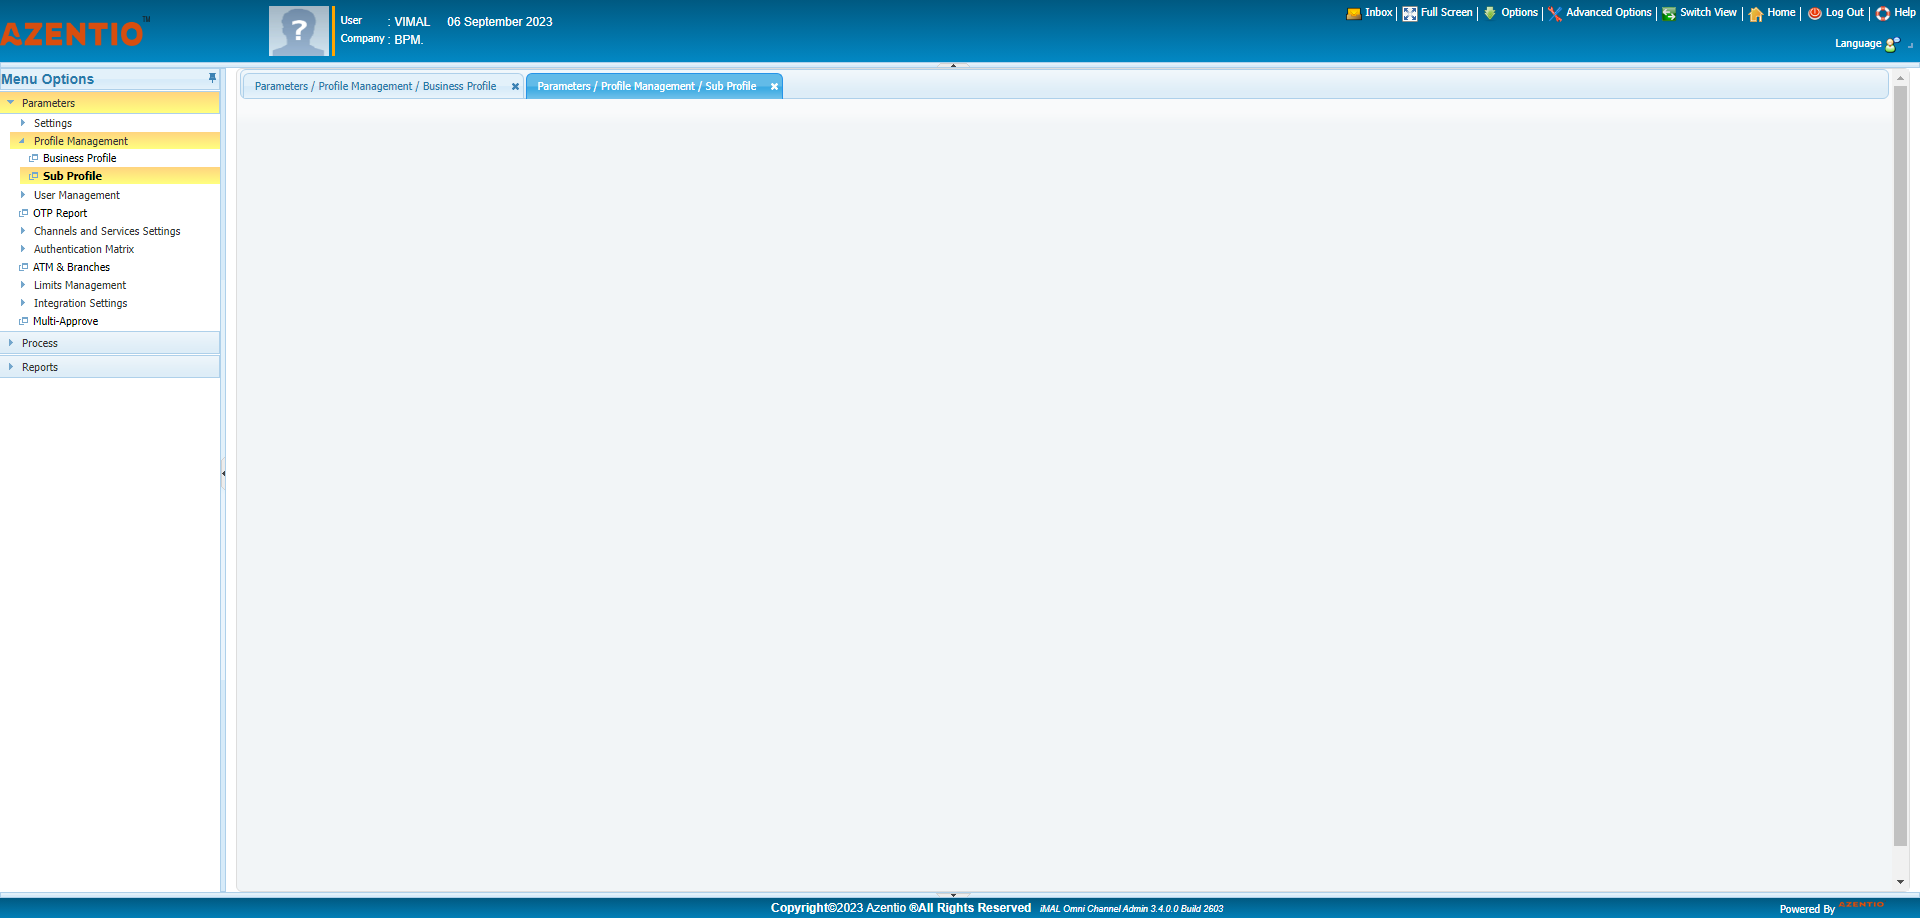 AZENTIO™
User : VIMAL 06 September 2023
Company : BPM.
Inbox Full Screen Options Advanced Options Switch View Home Log Out Help
Language
Menu Options
Parameters
Settings
Profile Management
Business Profile
Sub Profile
User Management
OTP Report
Channels and Services Settings
Authentication Matrix
ATM & Branches
Limits Management
Integration Settings
Multi-Approve
Process
Reports
Parameters / Profile Management / Business Profile
Parameters / Profile Management / Sub Profile
Copyright©2023 Azentio ®All Rights Reserved iMAL Omni Channel Admin 3.4.0.0 Build 2603
Powered By AZENTIO